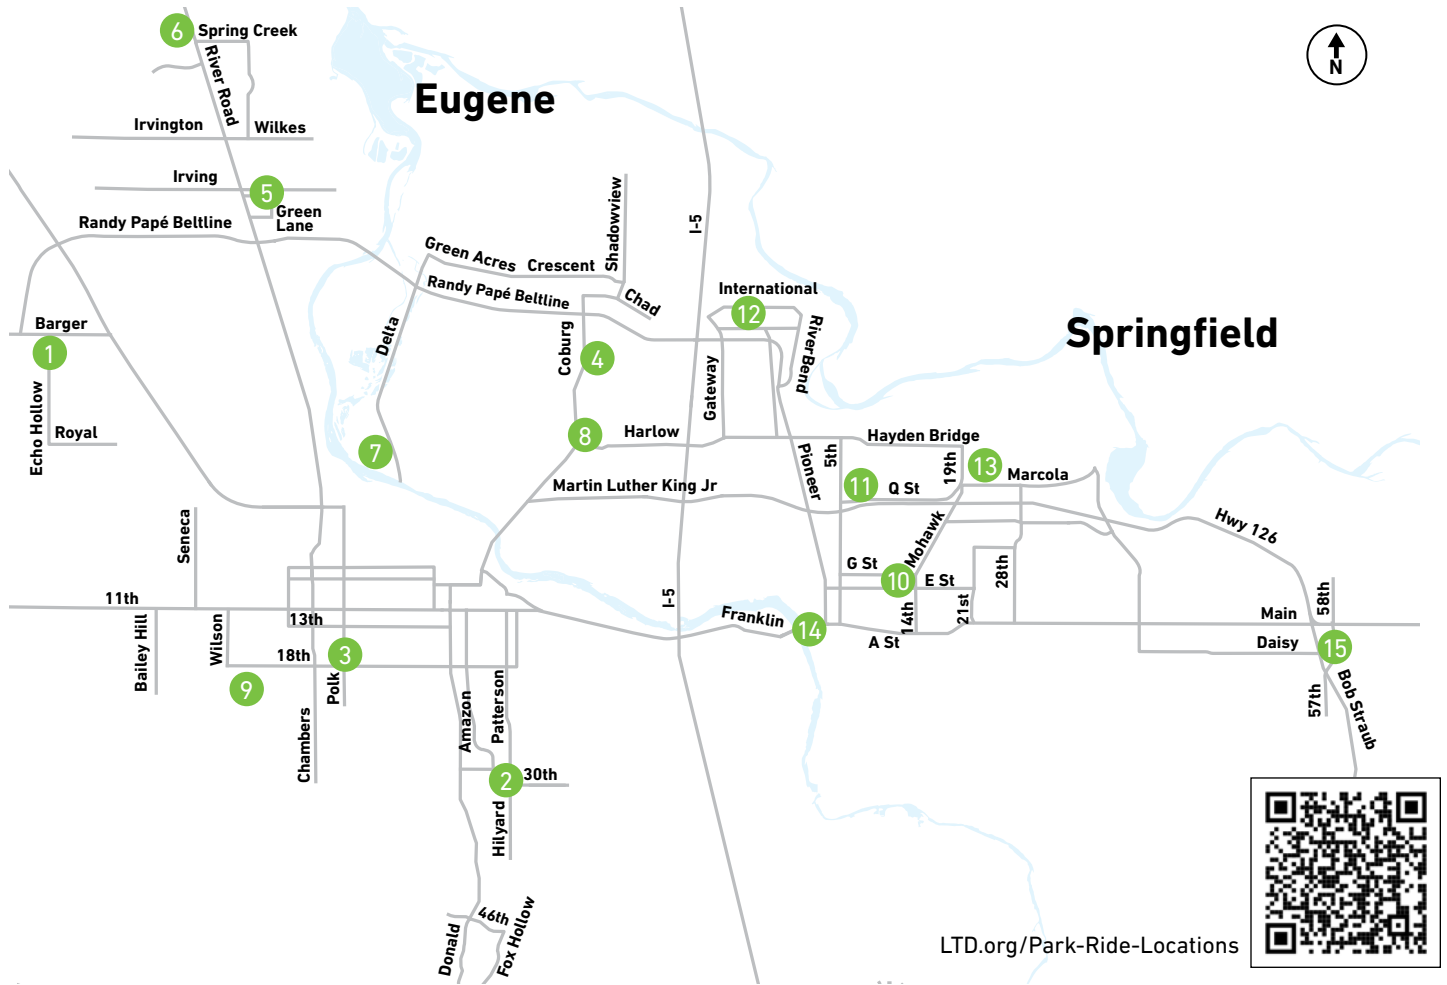 6
Spring Creek
River Road
N
Eugene
Irvington
Wilkes
Irving
5
Green
Lane
Randy Papé Beltline
Shadowview
I-5
Green Acres
Crescent
Randy Papé Beltline
Chad
International
12
RiverBend
Springfield
Barger
1
Delta
Coburg
4
Gateway
Echo Hollow
Royal
7
8
Harlow
Hayden Bridge
Pioneer
5th
19th
13
Marcola
11
Q St
Martin Luther King Jr
Hwy 126
Seneca
Mohawk
G St
10
E St
28th
58th
I-5
11th
13th
Franklin
14
A St
14th
21st
Main
Daisy
15
Bailey Hill
Wilson
18th
3
Polk
9
Chambers
Amazon
Patterson
57th
Bob Straub
2
30th
Hilyard
46th
Donald
Fox Hollow
LTD.org/Park-Ride-Locations